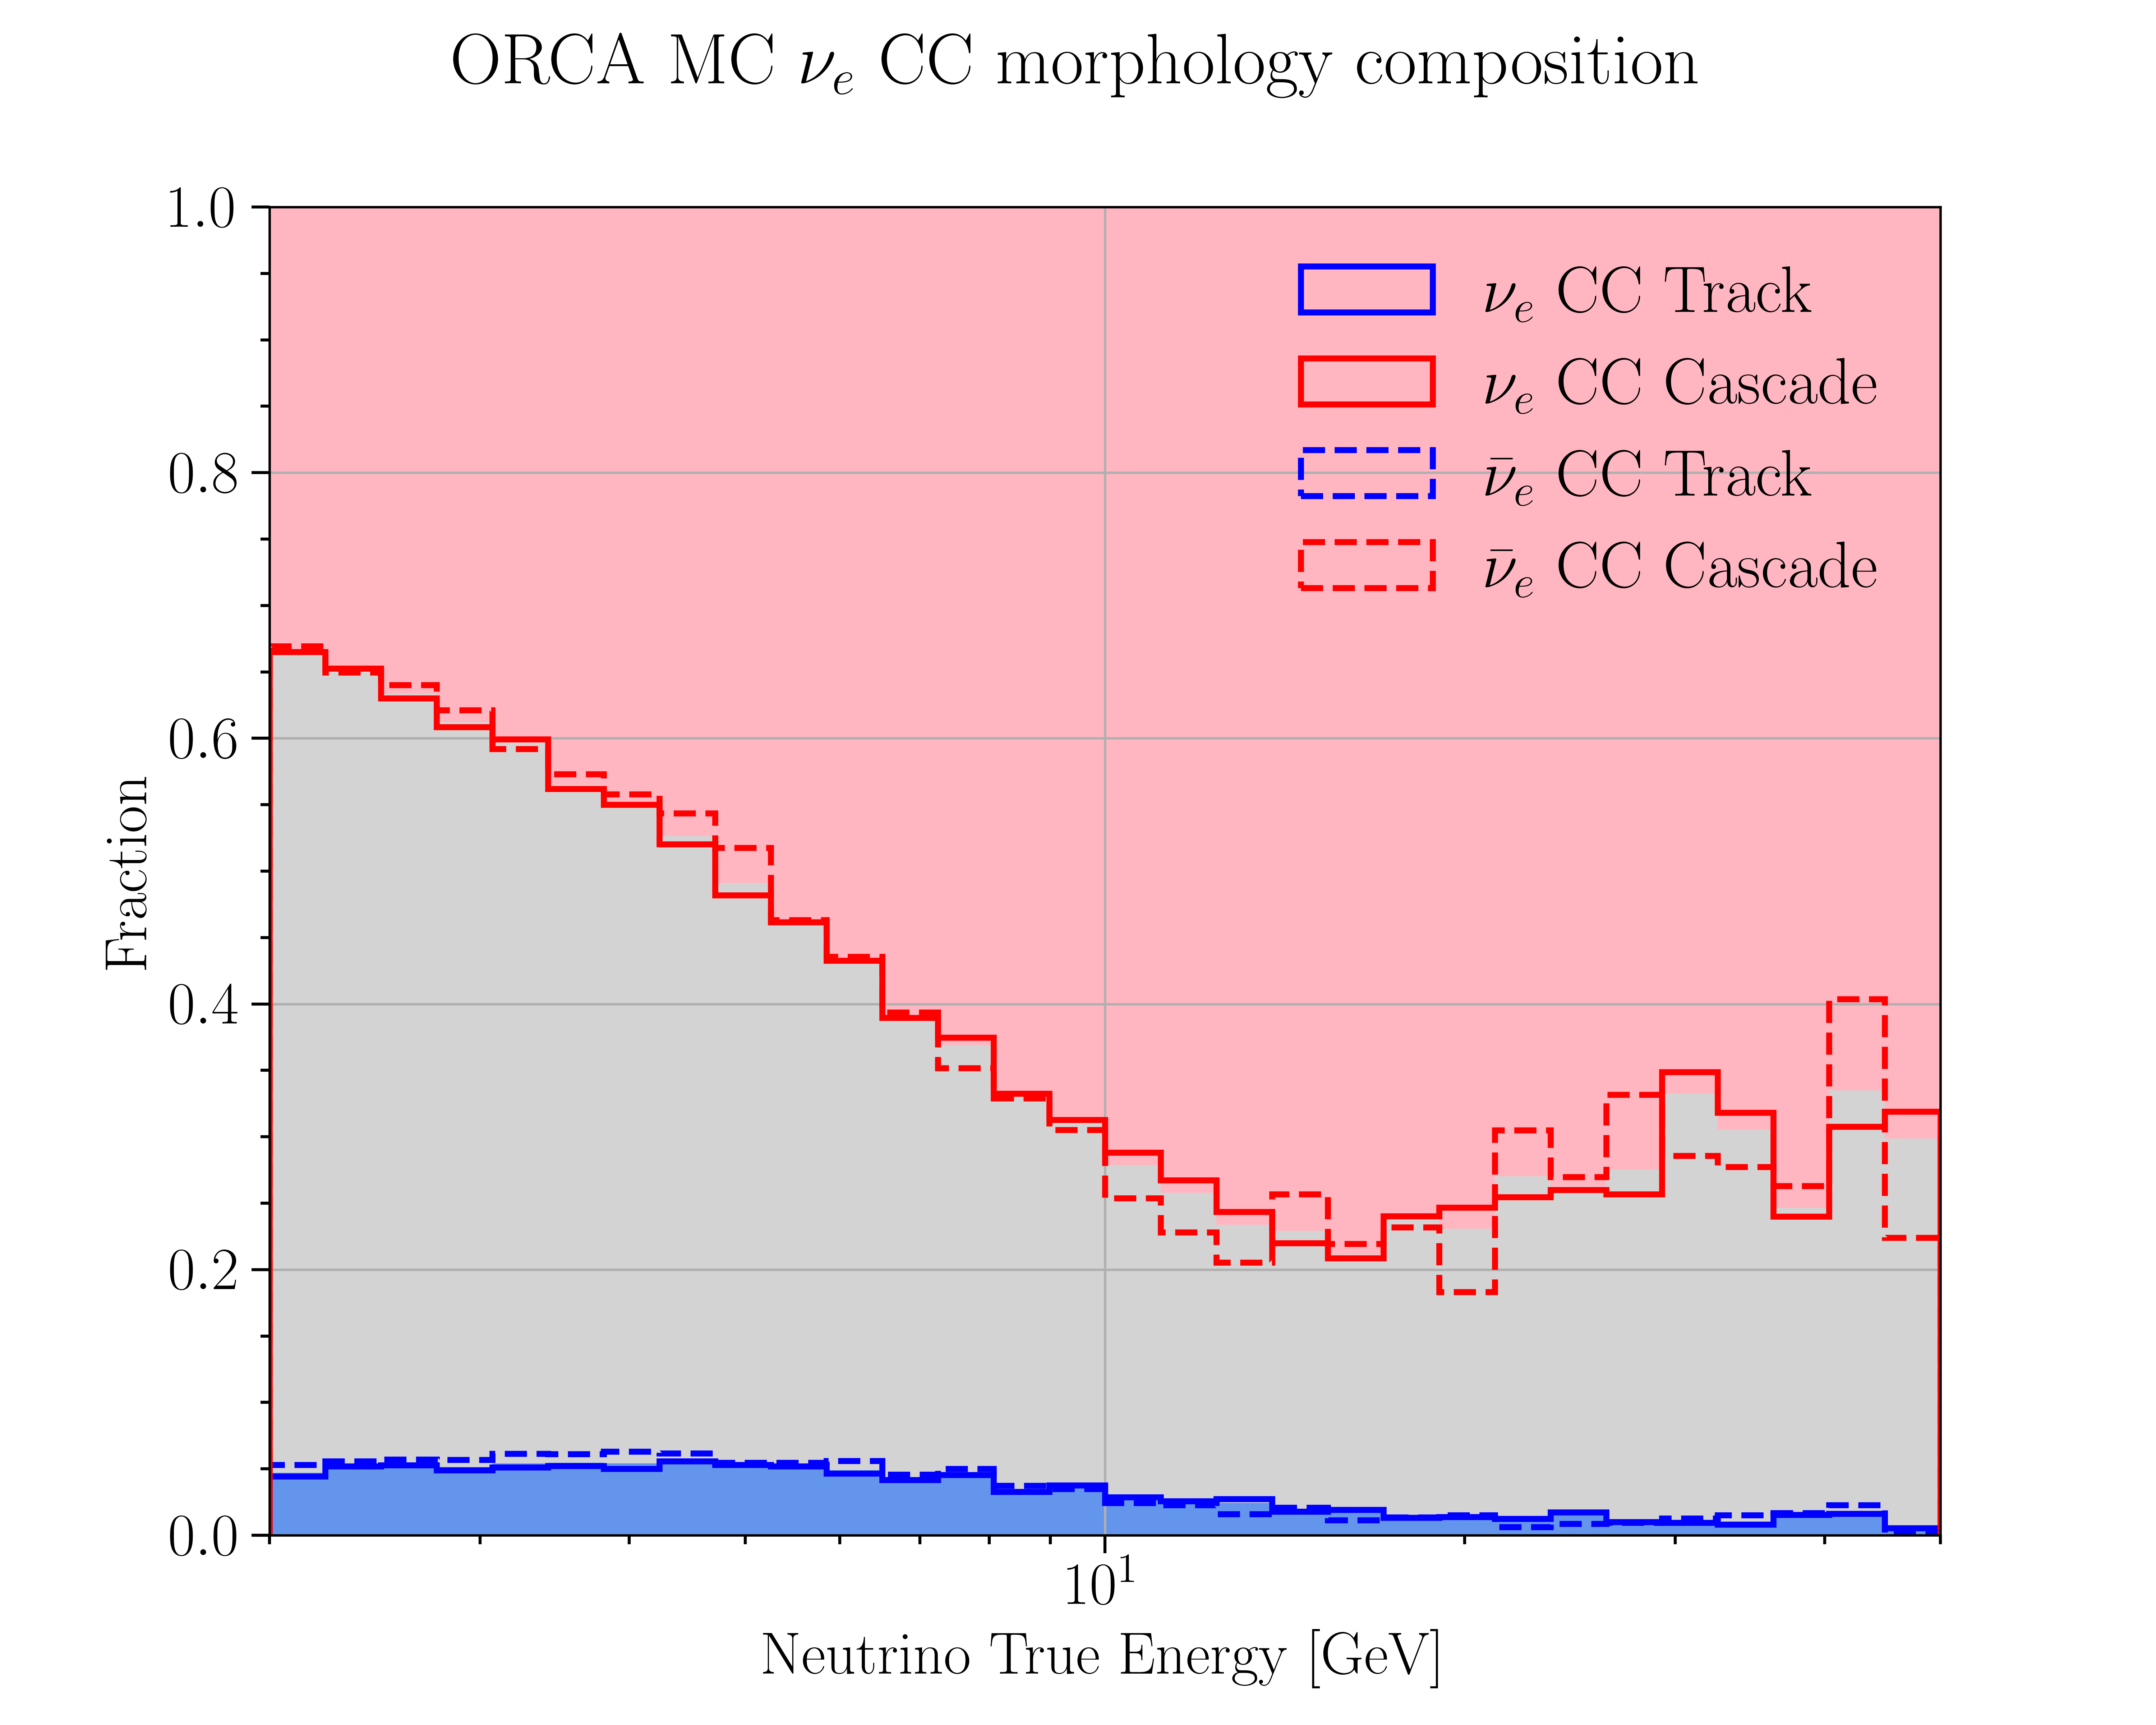 ORCA MC νₑ CC morphology composition
1.0
0.8
0.6
0.4
0.2
0.0
Fraction
νₑ CC Track
νₑ CC Cascade
ν̄ₑ CC Track
ν̄ₑ CC Cascade
10¹
Neutrino True Energy [GeV]